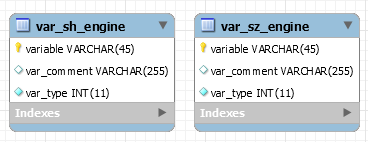 var_sh_engine
variable VARCHAR(45)
var_comment VARCHAR(255)
var_type INT(11)
Indexes
var_sz_engine
variable VARCHAR(45)
var_comment VARCHAR(255)
var_type INT(11)
Indexes